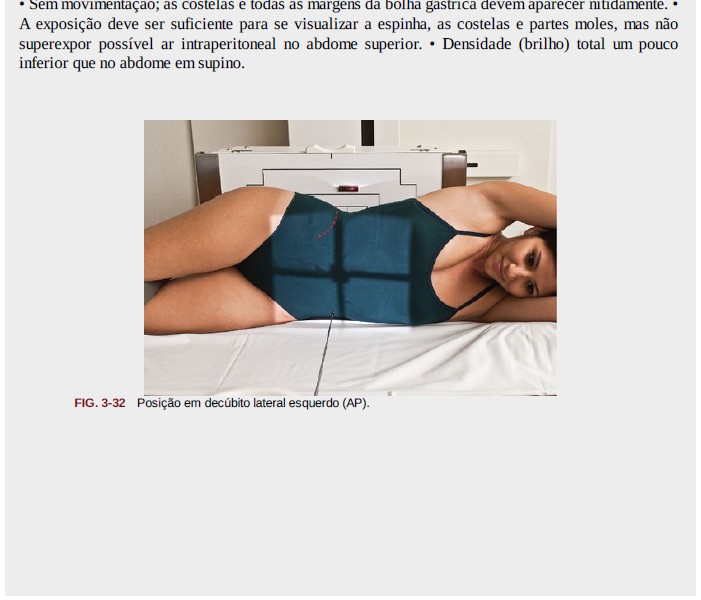 • Sem movimentação; as costelas e todas as margens da bolha gástrica devem aparecer nitidamente. •
A exposição deve ser suficiente para se visualizar a espinha, as costelas e partes moles, mas não
superexpor possível ar intraperitoneal no abdome superior. • Densidade (brilho) total um pouco
inferior que no abdome em supino.
FIG. 3-32 Posição em decúbito lateral esquerdo (AP).